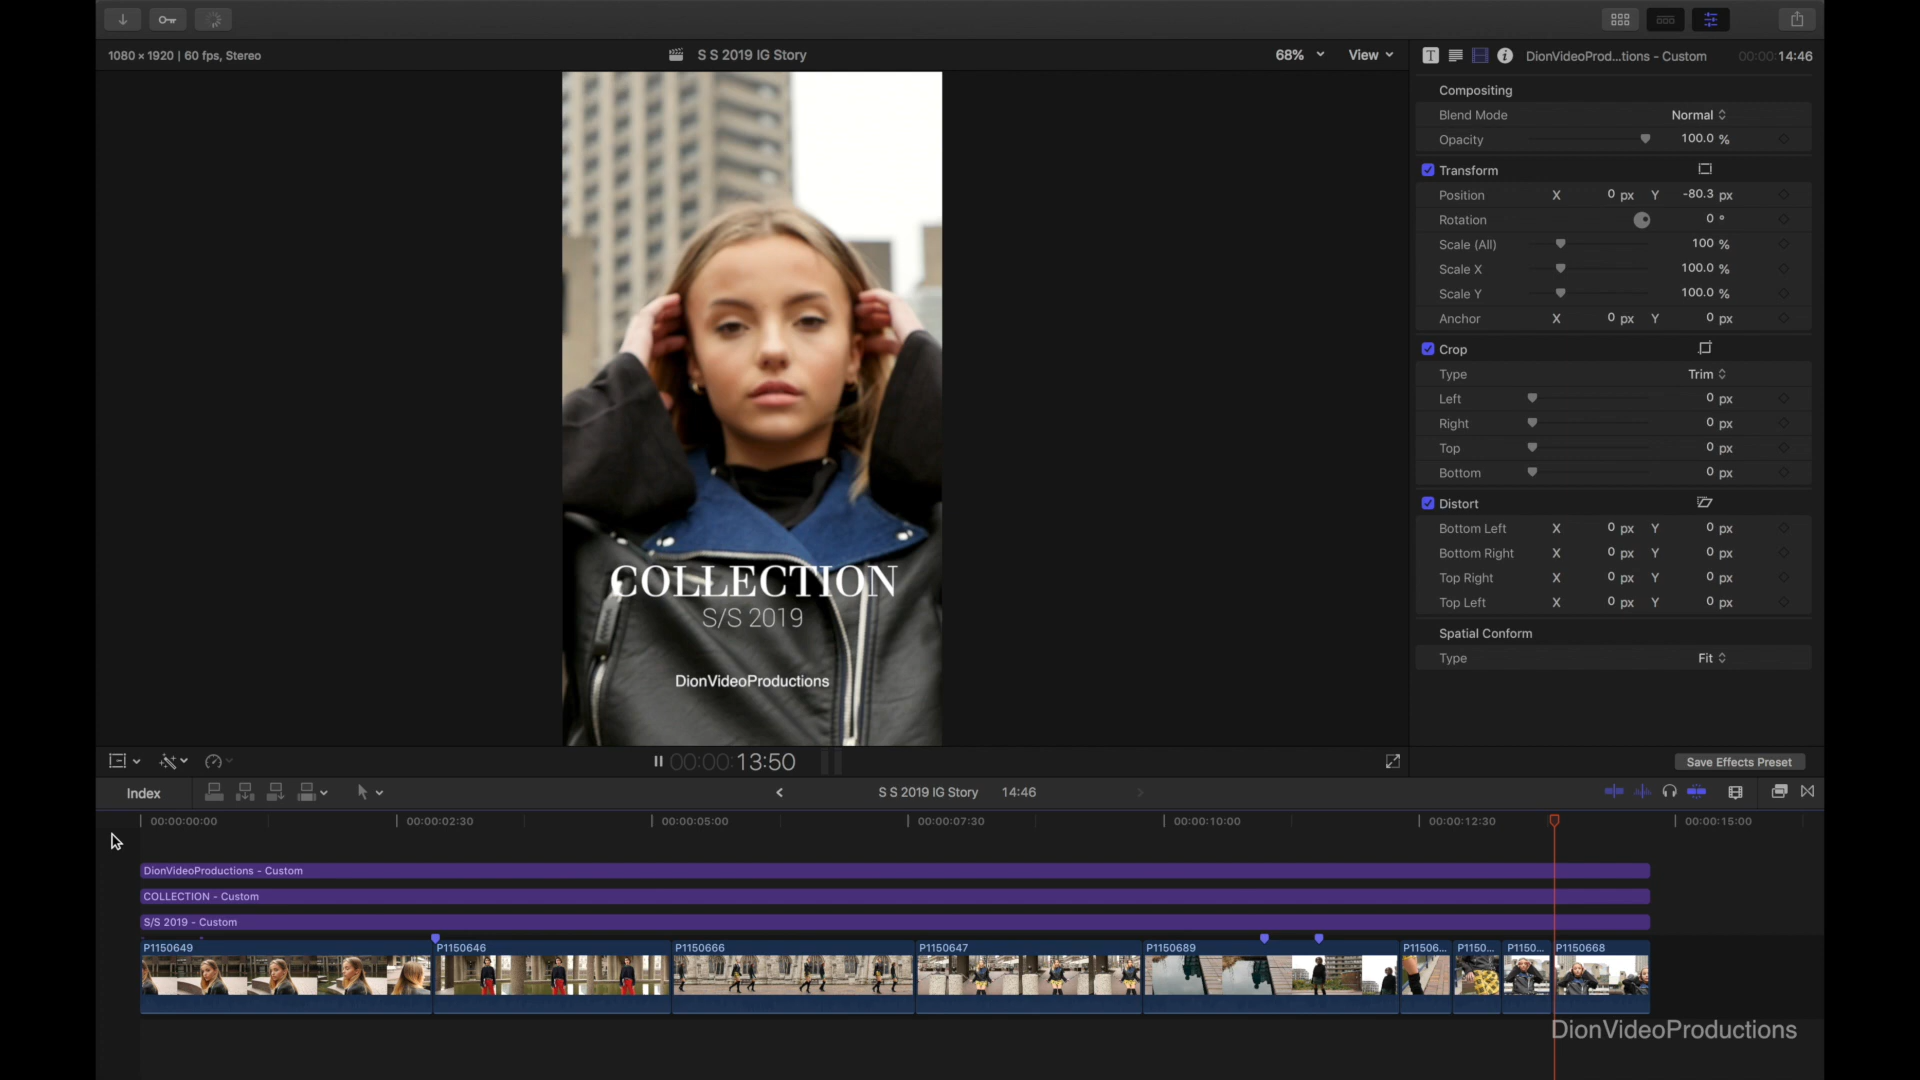 1080 × 1920 | 60 fps, Stereo
S S 2019 IG Story
68%
View
DionVideoProd...tions - Custom
00:00:14:46
COLLECTION
S/S 2019
DionVideoProductions
Compositing
Blend Mode Normal
Opacity 100.0 %
Transform
Position X 0 px Y -80.3 px
Rotation 0 °
Scale (All) 100 %
Scale X 100.0 %
Scale Y 100.0 %
Anchor X 0 px Y 0 px
Crop
Type Trim
Left 0 px
Right 0 px
Top 0 px
Bottom 0 px
Distort
Bottom Left X 0 px Y 0 px
Bottom Right X 0 px Y 0 px
Top Right X 0 px Y 0 px
Top Left X 0 px Y 0 px
Spatial Conform
Type Fit
00:00:13:50
Save Effects Preset
Index
S S 2019 IG Story 14:46
00:00:00:00 00:00:02:30 00:00:05:00 00:00:07:30 00:00:10:00 00:00:12:30 00:00:15:00
DionVideoProductions - Custom
COLLECTION - Custom
S/S 2019 - Custom
P1150649 P1150646 P1150666 P1150647 P1150689 P11506... P1150... P1150... P1150668
DionVideoProductions